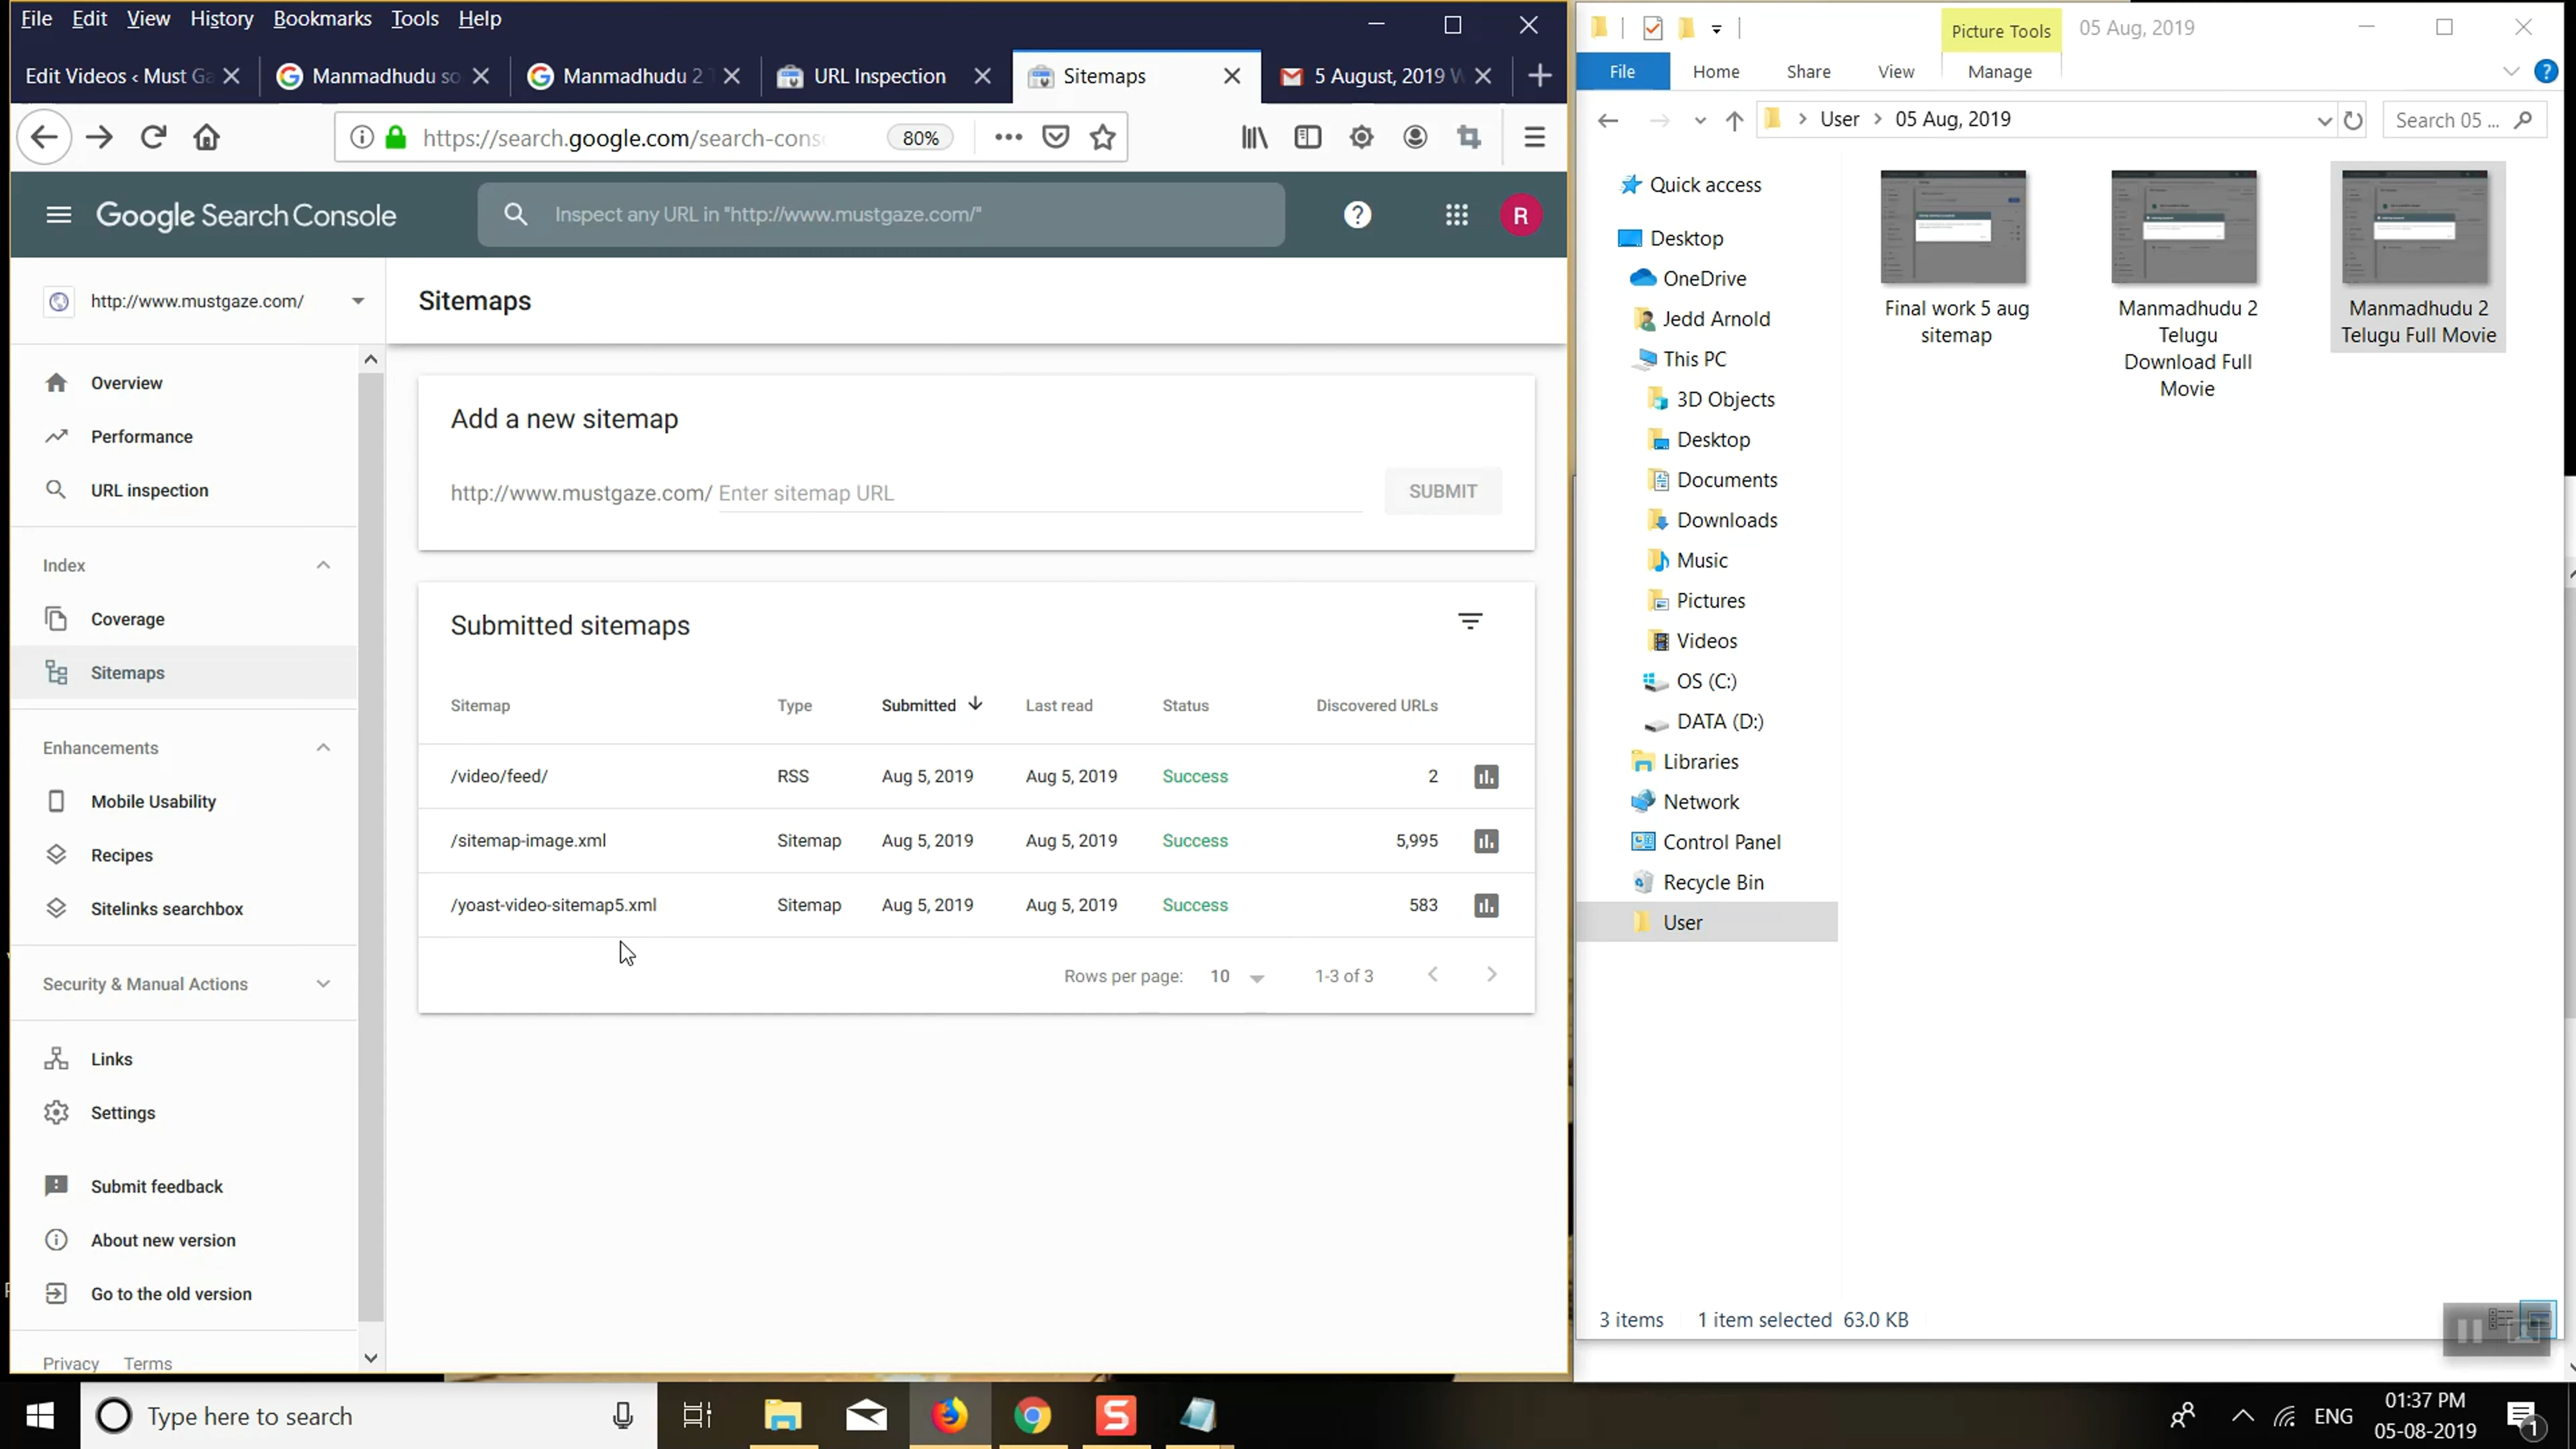 File Edit View History Bookmarks Tools Help
Edit Videos ‹ Must Ga
Manmadhudu so
Manmadhudu 2 T
URL Inspection
Sitemaps
5 August, 2019 W
https://search.google.com/search-cons
80%
Google Search Console
Inspect any URL in "http://www.mustgaze.com/"
R
http://www.mustgaze.com/
Sitemaps
Overview
Performance
URL inspection
Index
Coverage
Sitemaps
Enhancements
Mobile Usability
Recipes
Sitelinks searchbox
Security & Manual Actions
Links
Settings
Submit feedback
About new version
Go to the old version
Privacy Terms
Add a new sitemap
http://www.mustgaze.com/ Enter sitemap URL
SUBMIT
Submitted sitemaps
Sitemap Type Submitted Last read Status Discovered URLs
/video/feed/ RSS Aug 5, 2019 Aug 5, 2019 Success 2
/sitemap-image.xml Sitemap Aug 5, 2019 Aug 5, 2019 Success 5,995
/yoast-video-sitemap5.xml Sitemap Aug 5, 2019 Aug 5, 2019 Success 583
Rows per page: 10 1-3 of 3
Picture Tools 05 Aug, 2019
File Home Share View Manage
User 05 Aug, 2019
Search 05 ...
Quick access
Desktop
OneDrive
Jedd Arnold
This PC
3D Objects
Desktop
Documents
Downloads
Music
Pictures
Videos
OS (C:)
DATA (D:)
Libraries
Network
Control Panel
Recycle Bin
User
Final work 5 aug
sitemap
Manmadhudu 2
Telugu
Download Full
Movie
Manmadhudu 2
Telugu Full Movie
3 items 1 item selected 63.0 KB
Type here to search
ENG
01:37 PM
05-08-2019
1